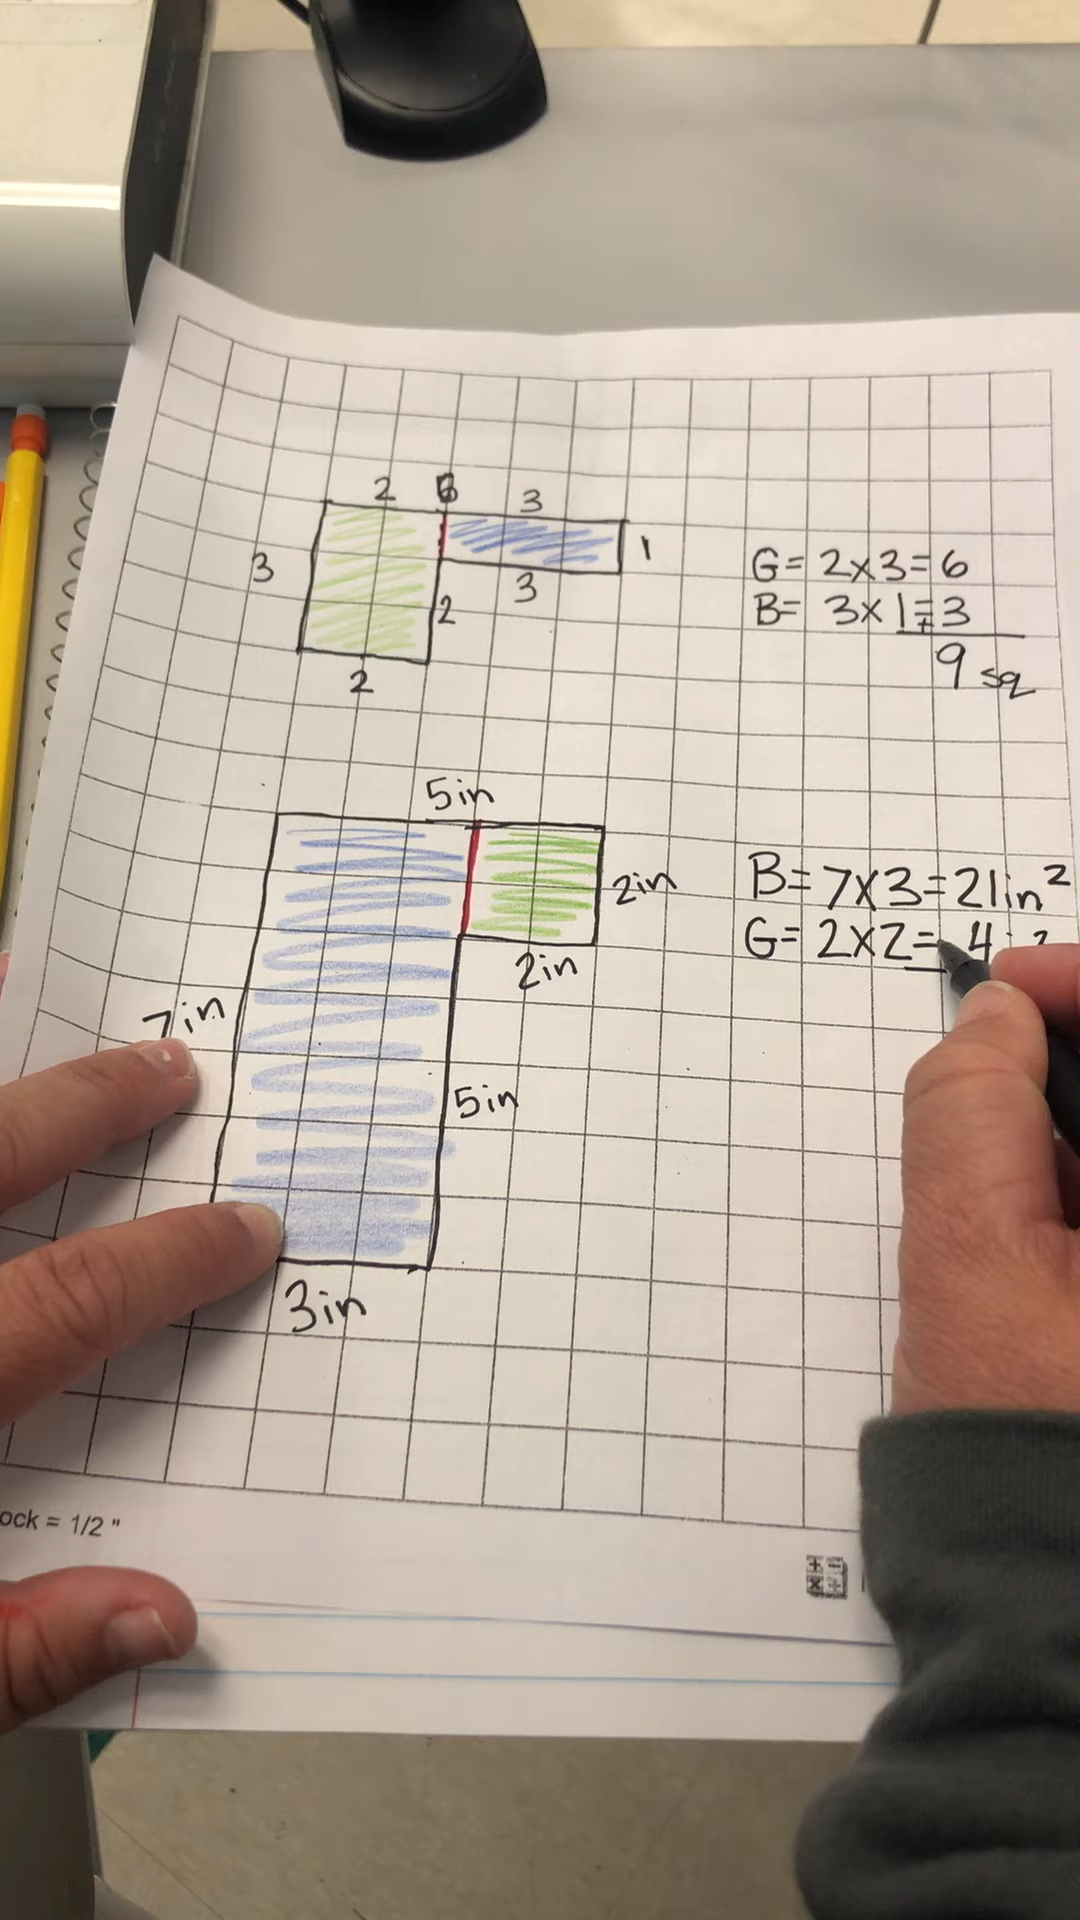 2 3
3 1
3
2
2
G= 2x3=6
B= 3x1=3
+
9 sq
5in
2in
2in
7in
5in
3in
B= 7x3=21in²
G= 2x2= 4
ock = 1/2 "